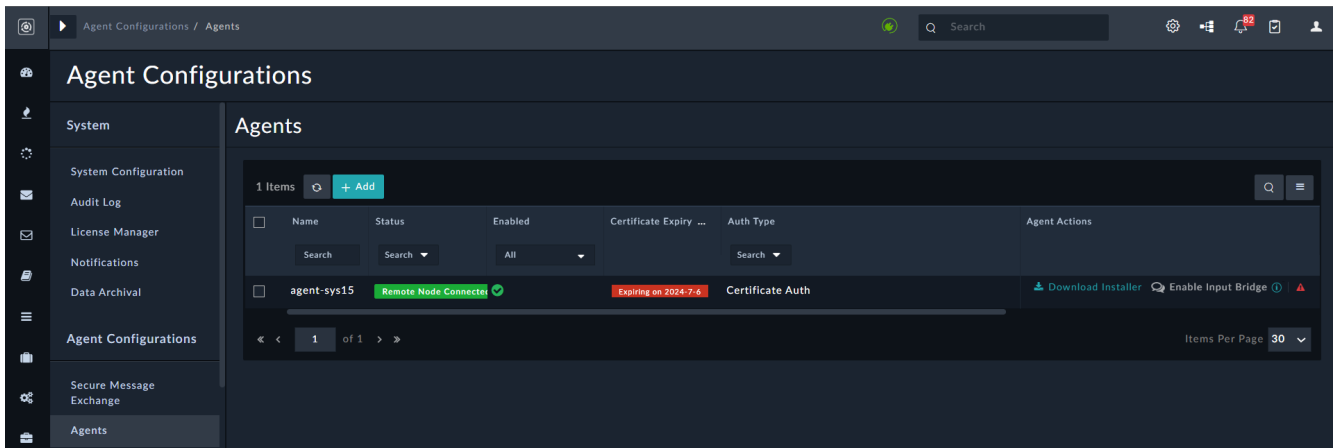 Agent Configurations / Agents
Search
82
Agent Configurations
System
System Configuration
Audit Log
License Manager
Notifications
Data Archival
Agent Configurations
Secure Message
Exchange
Agents
Agents
1 Items
+ Add
Name Status Enabled Certificate Expiry ... Auth Type Agent Actions
Search Search All Search
agent-sys15 Remote Node Connected Expiring on 2024-7-6 Certificate Auth Download Installer Enable Input Bridge
1 of 1 Items Per Page 30